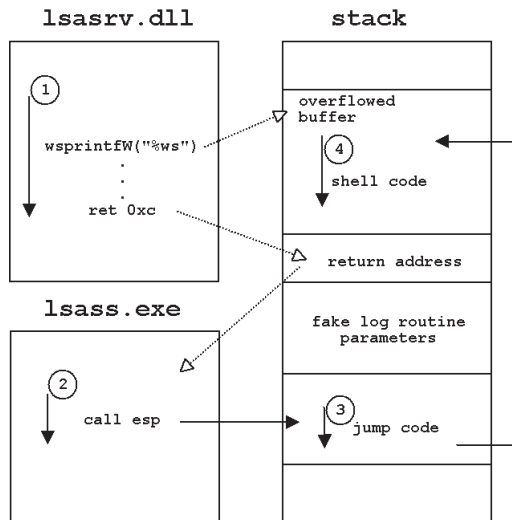 lsasrv.dll
stack
1
wsprintfW("%ws")
.
.
.
ret 0xc
overflowed
buffer
4
shell code
return address
fake log routine
parameters
lsass.exe
2
call esp
3
jump code